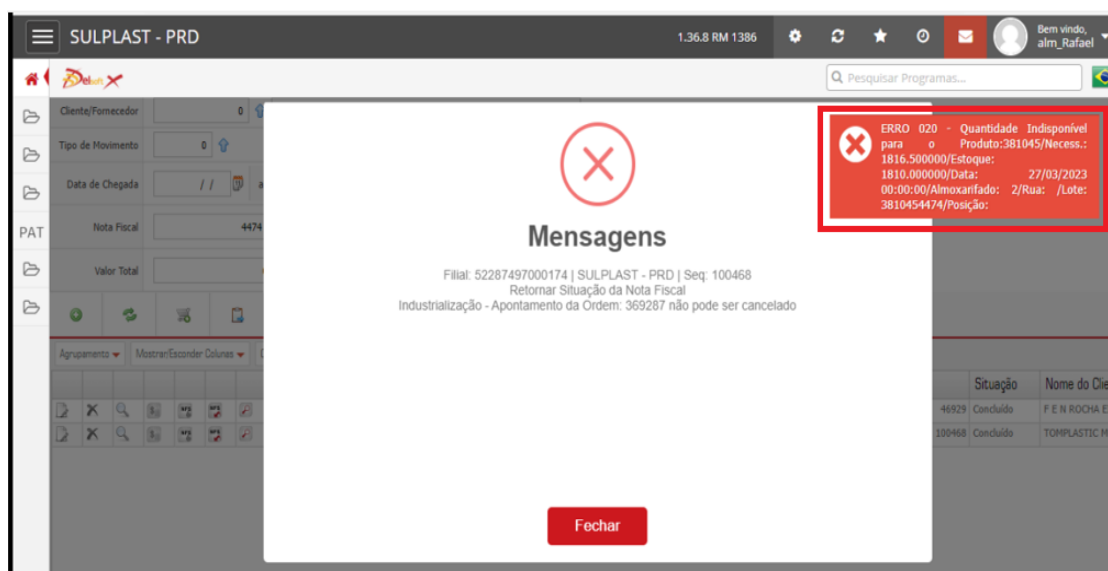 SULPLAST - PRD
1.36.8 RM 1386
Bem vindo,
alm_Rafael
Delsoft X
Pesquisar Programas...
Cliente/Fornecedor
0
Tipo de Movimento
0
Data de Chegada
/ /
a
PAT
Nota Fiscal
4474
Valor Total
Agrupamento
Mostrar/Esconder Colunas
Mensagens
Filial: 52287497000174 | SULPLAST - PRD | Seq: 100468
Retornar Situação da Nota Fiscal
Industrialização - Apontamento da Ordem: 369287 não pode ser cancelado
Fechar
ERRO 020 - Quantidade Indisponível
para o Produto:381045/Necess.:
1816.500000/Estoque:
1810.000000/Data: 27/03/2023
00:00:00/Almoxarifado: 2/Rua: /Lote:
3810454474/Posição:
Situação
Nome do Clie
46929 Concluído F E N ROCHA E
100468 Concluído TOMPLASTIC M